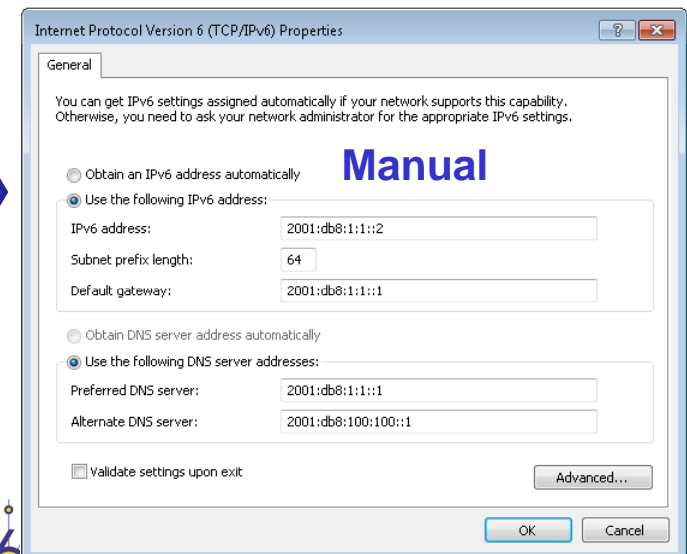 Internet Protocol Version 6 (TCP/IPv6) Properties
General
You can get IPv6 settings assigned automatically if your network supports this capability.
Otherwise, you need to ask your network administrator for the appropriate IPv6 settings.
Obtain an IPv6 address automatically
Manual
Use the following IPv6 address:
IPv6 address: 2001:db8:1:1::2
Subnet prefix length: 64
Default gateway: 2001:db8:1:1::1
Obtain DNS server address automatically
Use the following DNS server addresses:
Preferred DNS server: 2001:db8:1:1::1
Alternate DNS server: 2001:db8:100:100::1
Validate settings upon exit
Advanced...
OK Cancel